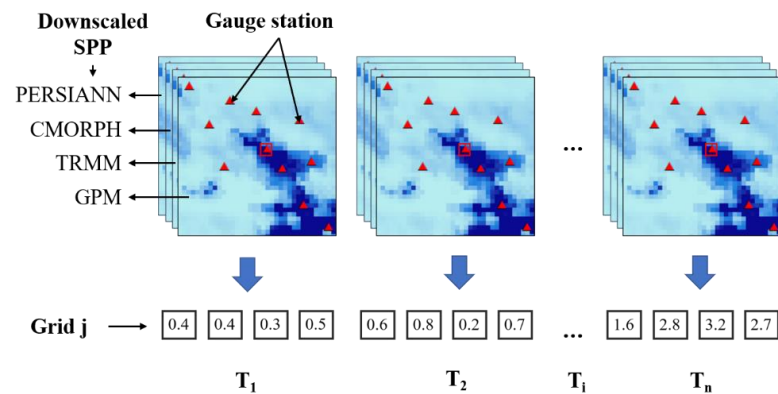 Downscaled
SPP
Gauge station
PERSIANN
CMORPH
TRMM
GPM
...
Grid j
0.4 0.4 0.3 0.5 0.6 0.8 0.2 0.7 ... 1.6 2.8 3.2 2.7
T1 T2 Ti Tn